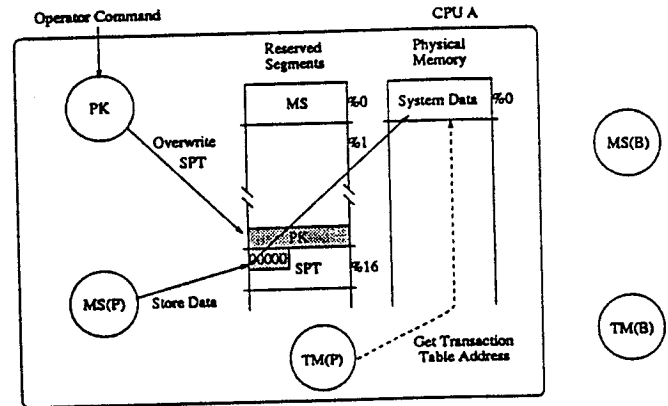 Operator Command
CPU A
Reserved
Segments
Physical
Memory
PK
MS
%0
System Data
%0
%1
Overwrite
SPT
MS(B)
PK
00000
SPT
%16
MS(P)
Store Data
TM(P)
Get Transaction
Table Address
TM(B)